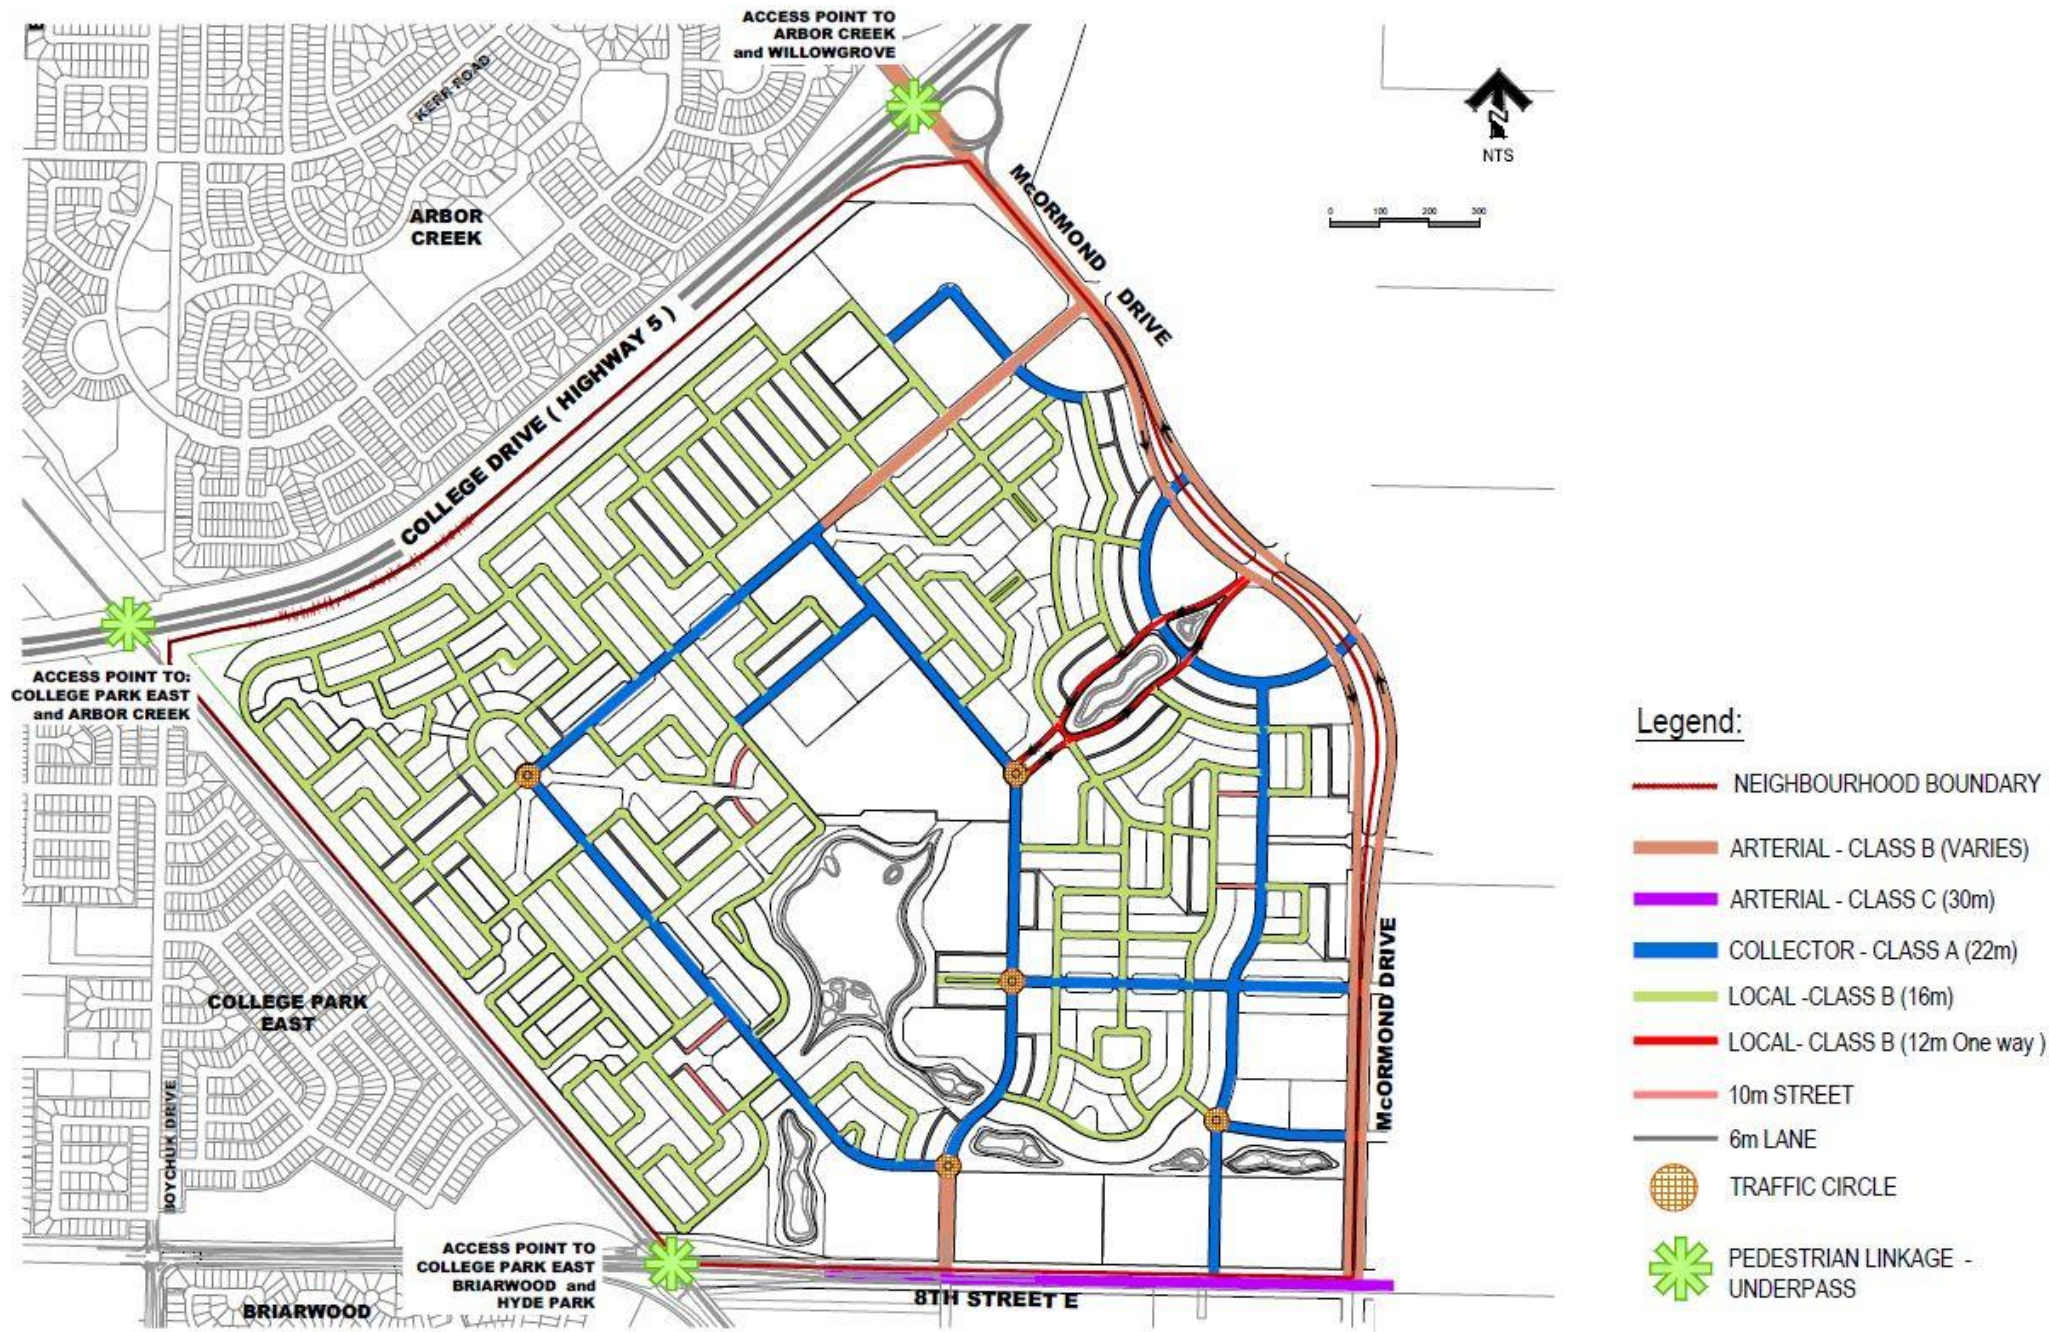 ACCESS POINT TO
ARBOR CREEK
and WILLOWGROVE
KERR ROAD
N
NTS
ARBOR
CREEK
McORMOND
DRIVE
0 100 200 300
COLLEGE DRIVE ( HIGHWAY 5 )
ACCESS POINT TO:
COLLEGE PARK EAST
and ARBOR CREEK
COLLEGE PARK
EAST
BOYCHUK DRIVE
McORMOND DRIVE
ACCESS POINT TO
COLLEGE PARK EAST
BRIARWOOD and
HYDE PARK
BRIARWOOD
8TH STREET E
Legend:
NEIGHBOURHOOD BOUNDARY
ARTERIAL - CLASS B (VARIES)
ARTERIAL - CLASS C (30m)
COLLECTOR - CLASS A (22m)
LOCAL -CLASS B (16m)
LOCAL- CLASS B (12m One way )
10m STREET
6m LANE
TRAFFIC CIRCLE
PEDESTRIAN LINKAGE -
UNDERPASS